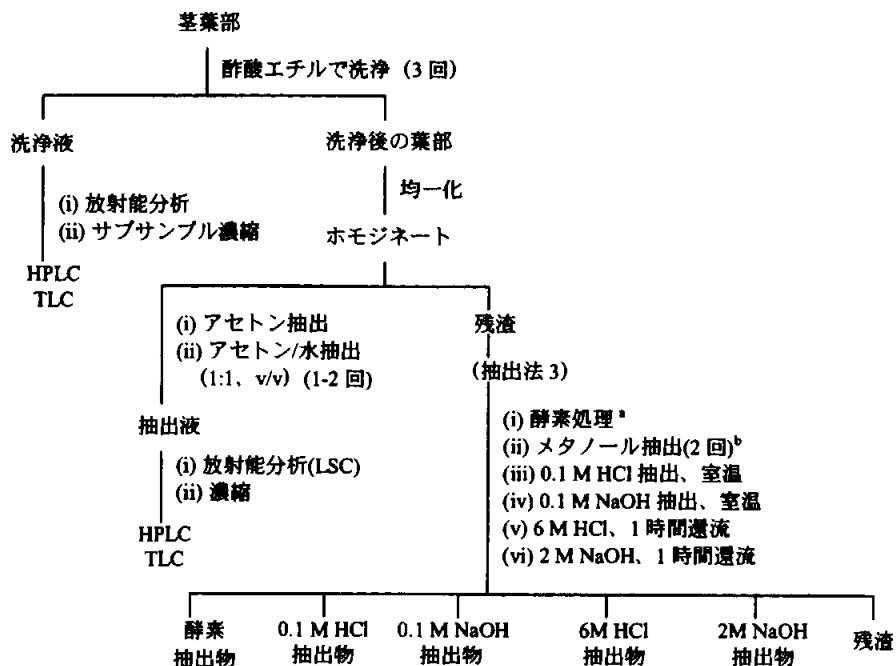 茎葉部
酢酸エチルで洗浄（3 回）
洗浄液
洗浄後の葉部
(i) 放射能分析
(ii) サブサンプル濃縮
均一化
ホモジネート
HPLC
TLC
(i) アセトン抽出
(ii) アセトン/水抽出
(1:1、v/v) (1-2 回)
残渣
（抽出法 3）
抽出液
(i) 放射能分析(LSC)
(ii) 濃縮
HPLC
TLC
(i) 酵素処理 a
(ii) メタノール抽出(2 回)b
(iii) 0.1 M HCl 抽出、室温
(iv) 0.1 M NaOH 抽出、室温
(v) 6 M HCl、1 時間還流
(vi) 2 M NaOH、1 時間還流
酵素
抽出物
0.1 M HCl
抽出物
0.1 M NaOH
抽出物
6M HCl
抽出物
2M NaOH
抽出物
残渣